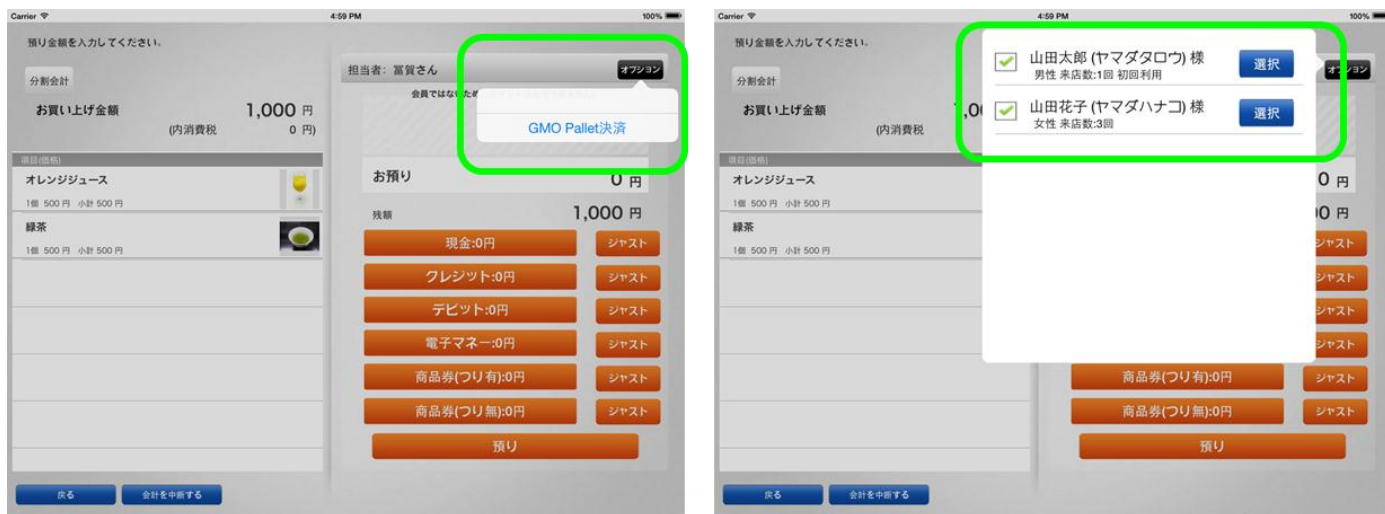 Carrier 4:59 PM 100%
預り金額を入力してください。
分割会計
お買い上げ金額 1,000 円
(内消費税 0 円)
項目(価格)
オレンジジュース
1個 500 円 小計 500 円
緑茶
1個 500 円 小計 500 円
戻る 会計を中断する
担当者: 冨賀さん オプション
会員ではないため
GMO Pallet決済
お預り 0 円
残額 1,000 円
現金:0円 ジャスト
クレジット:0円 ジャスト
デビット:0円 ジャスト
電子マネー:0円 ジャスト
商品券(つり有):0円 ジャスト
商品券(つり無):0円 ジャスト
預り
Carrier 4:59 PM 100%
預り金額を入力してください。
分割会計
お買い上げ金額
(内消費税
項目(価格)
オレンジジュース
1個 500 円 小計 500 円
緑茶
1個 500 円 小計 500 円
戻る 会計を中断する
山田太郎 (ヤマダタロウ) 様 選択
男性 来店数:1回 初回利用
山田花子 (ヤマダハナコ) 様 選択
女性 来店数:3回
0 円
00 円
ジャスト
ジャスト
ジャスト
ジャスト
商品券(つり有):0円 ジャスト
商品券(つり無):0円 ジャスト
預り